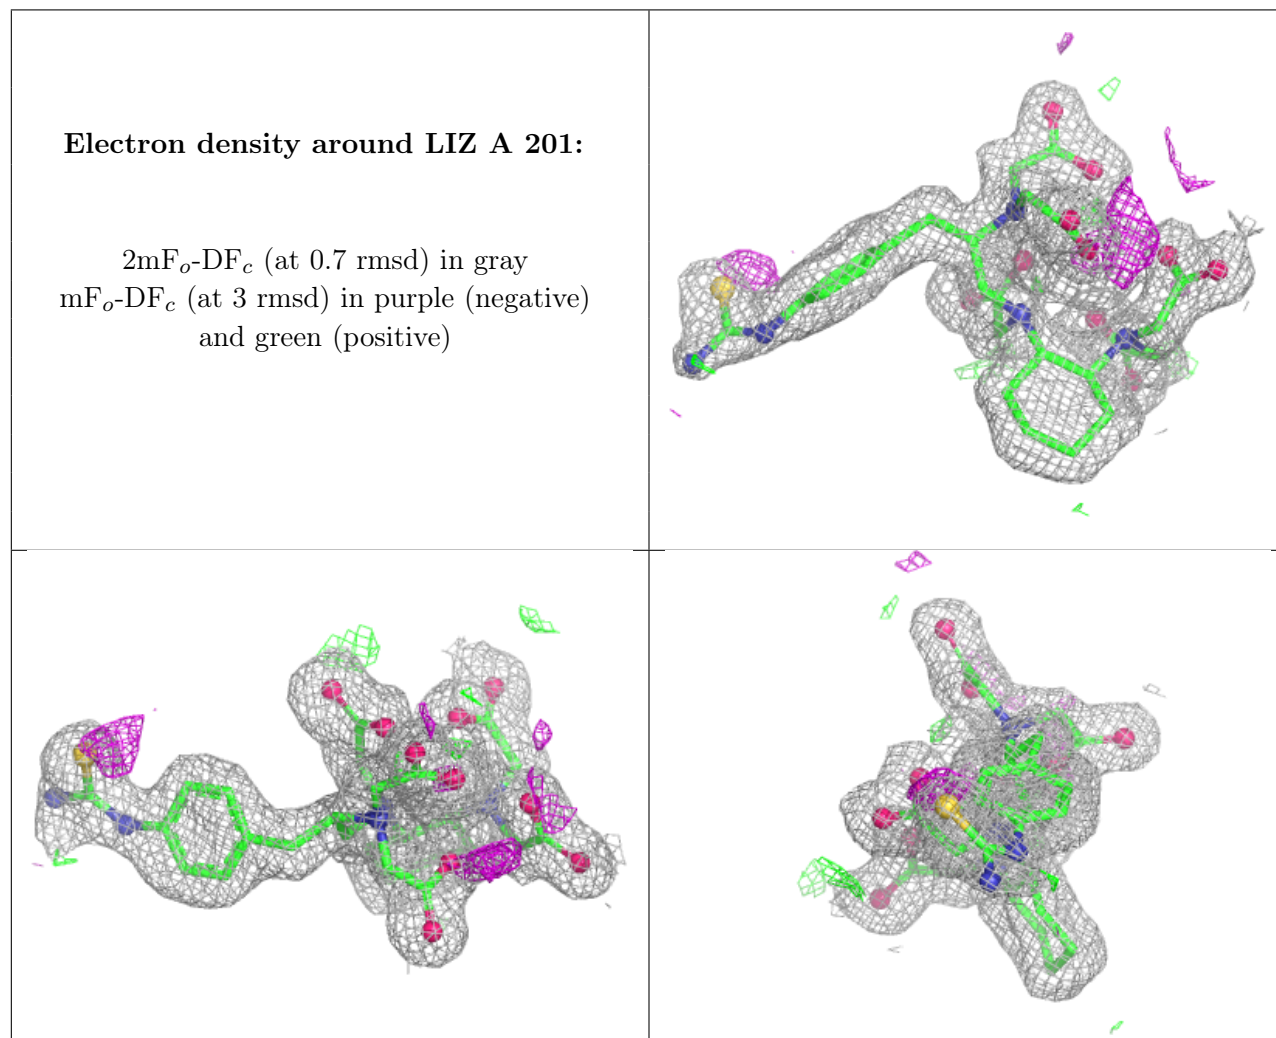 Electron density around LIZ A 201:
2mFo-DFc (at 0.7 rmsd) in gray
mFo-DFc (at 3 rmsd) in purple (negative)
and green (positive)